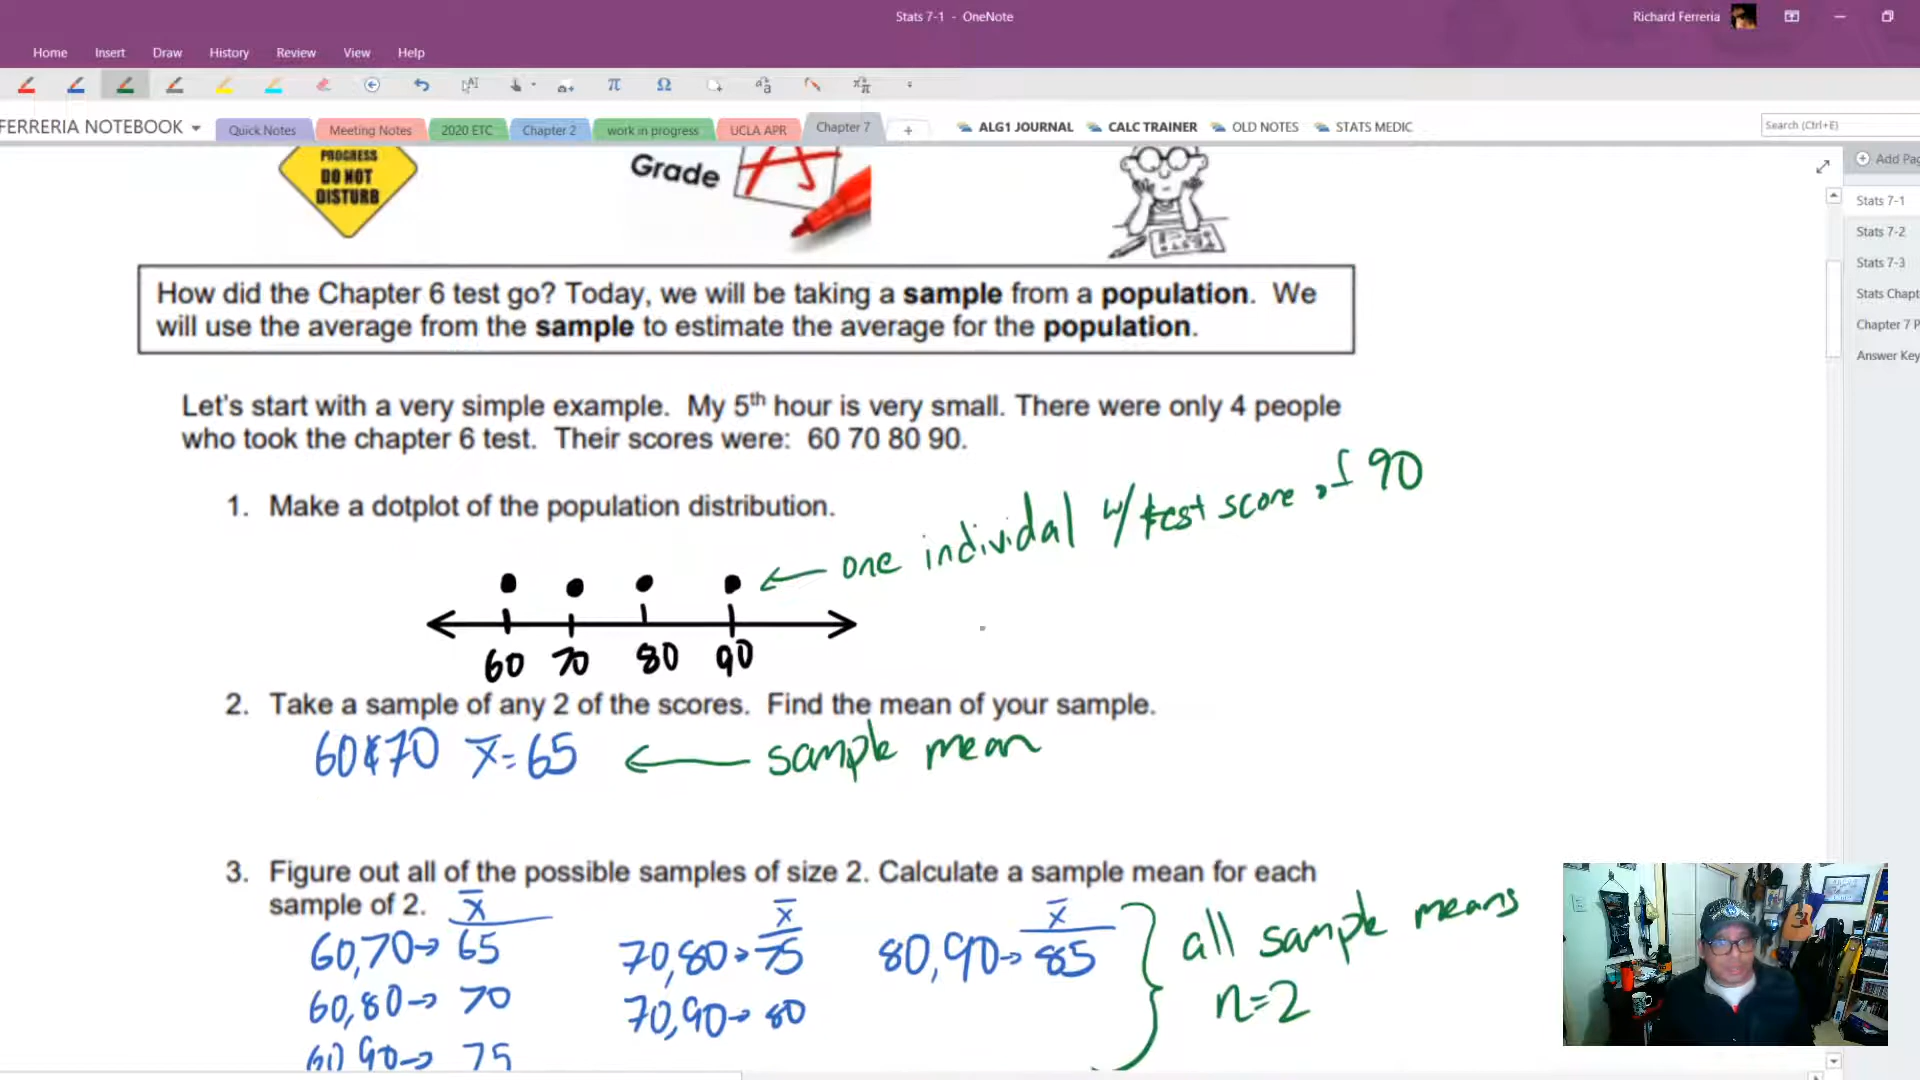 Stats 7-1 - OneNote
Richard Ferreria
Home Insert Draw History Review View Help
FERRERIA NOTEBOOK
Quick Notes Meeting Notes 2020 ETC Chapter 2 work in progress UCLA APR Chapter 7 +
ALG1 JOURNAL CALC TRAINER OLD NOTES STATS MEDIC
Search (Ctrl+E)
Add Pag
Stats 7-1
Stats 7-2
Stats 7-3
Stats Chapt
Chapter 7 P
Answer Key
PROGRESS
DO NOT
DISTURB
Grade
How did the Chapter 6 test go? Today, we will be taking a sample from a population. We
will use the average from the sample to estimate the average for the population.
Let's start with a very simple example. My 5th hour is very small. There were only 4 people
who took the chapter 6 test. Their scores were: 60 70 80 90.
1. Make a dotplot of the population distribution.
one individal w/ test score of 90
60 70 80 90
2. Take a sample of any 2 of the scores. Find the mean of your sample.
60 & 70 x̄ = 65 ← sample mean
3. Figure out all of the possible samples of size 2. Calculate a sample mean for each
sample of 2.
x̄ x̄ x̄
60,70→ 65 70,80→ 75 80,90→ 85 all sample means
60,80→ 70 70,90→ 80 n=2
60,90→ 75